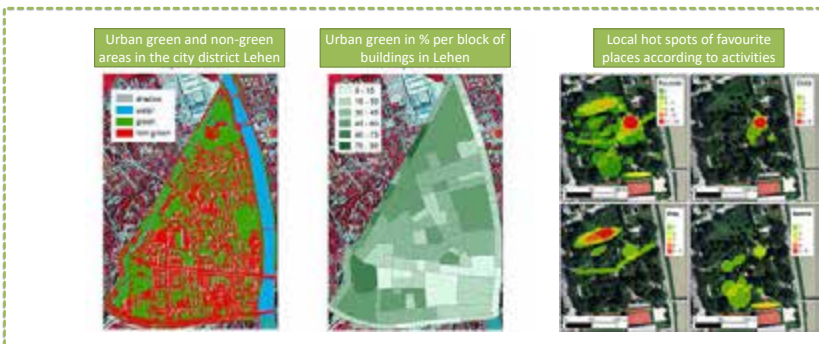 Urban green and non-green
areas in the city district Lehen
Urban green in % per block of
buildings in Lehen
Local hot spots of favourite
places according to activities
shadow
water
green
non-green
0 - 15
15 - 30
30 - 45
45 - 60
60 - 75